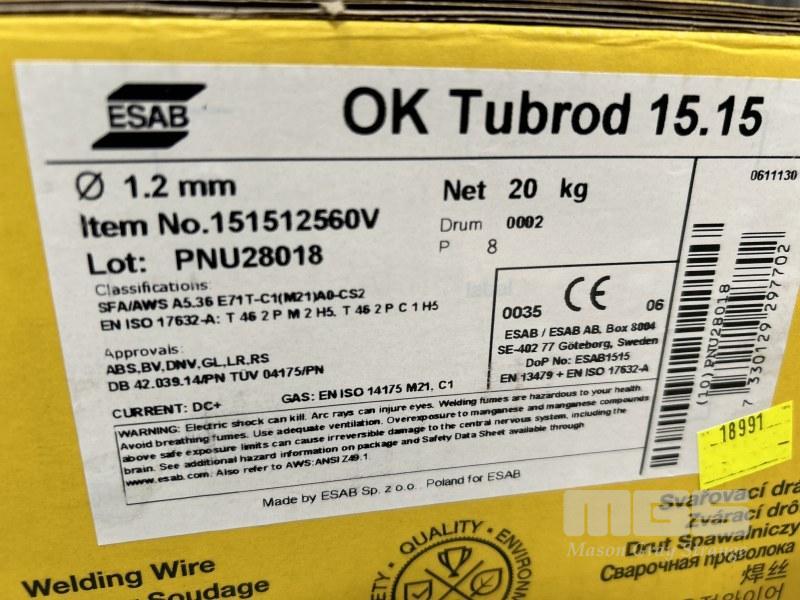 ESAB
OK Tubrod 15.15
Ø 1.2 mm
Item No.151512560V
Lot: PNU28018
Net 20 kg
Drum 0002
P 8
0611130
Classifications
SFA/AWS A5.36 E71T-C1(M21)A0-CS2
EN ISO 17632-A: T 46 2 P M 2 H5, T 46 2 P C 1 H5
Approvals:
ABS,BV,DNV,GL,LR,RS
DB 42.039.14/PN TÜV 04175/PN
CURRENT: DC+
GAS: EN ISO 14175 M21, C1
0035 CE 06
ESAB / ESAB AB. Box 8004
SE-402 77 Göteborg, Sweden
DoP No: ESAB1515
EN 13479 + EN ISO 17632-A
(10) PNU28018
7 330129 297702
18991
WARNING: Electric shock can kill. Arc rays can injure eyes. Welding fumes are hazardous to your health.
Avoid breathing fumes. Use adequate ventilation. Overexposure to manganese and manganese compounds
above safe exposure limits can cause irreversible damage to the central nervous system, including the
brain. See additional hazard information on package and Safety Data Sheet available through
www.esab.com. Also refer to AWS:ANSI Z49.1.
Made by ESAB Sp. z o.o. Poland for ESAB
Welding Wire
Soudage
QUALITY · ENVIRON
Svařovací drá
Zvárací drô
Drut Spawalniczy
Сварочная проволока
焊丝
MGS
Mason Gray Strange